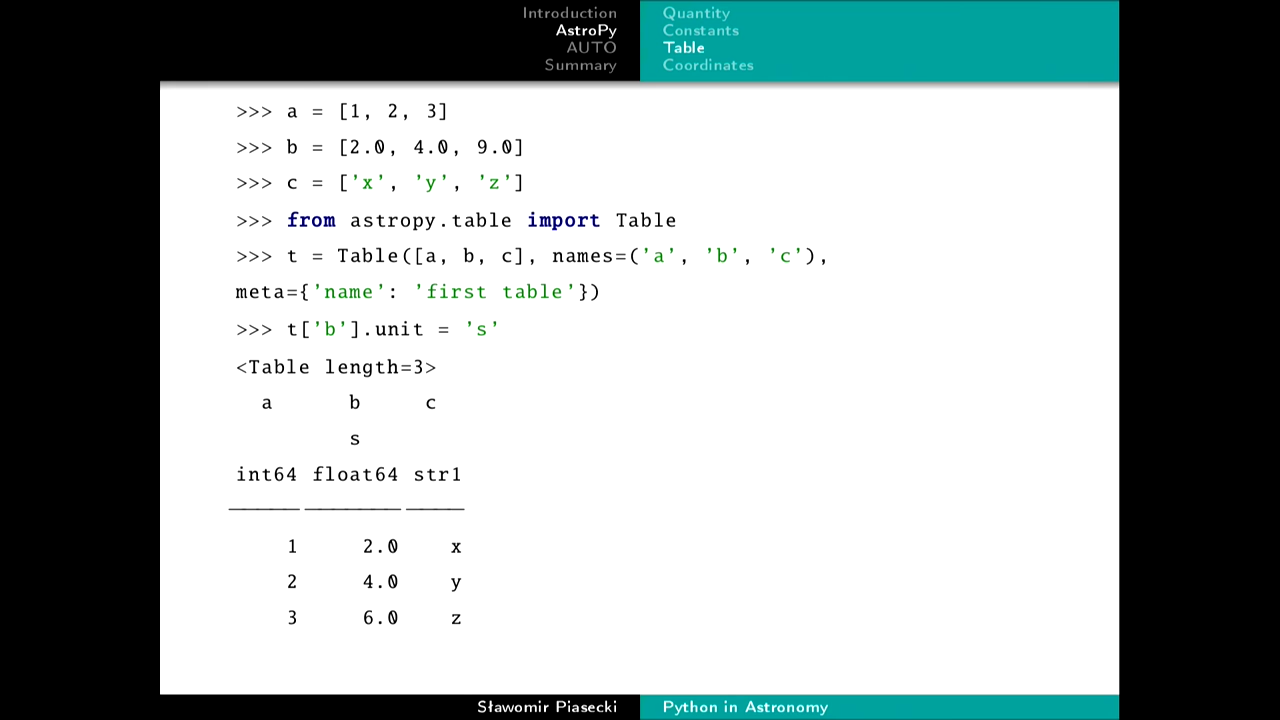 Introduction
AstroPy
AUTO
Summary
Quantity
Constants
Table
Coordinates
>>> a = [1, 2, 3]
>>> b = [2.0, 4.0, 9.0]
>>> c = ['x', 'y', 'z']
>>> from astropy.table import Table
>>> t = Table([a, b, c], names=('a', 'b', 'c'),
meta={'name': 'first table'})
>>> t['b'].unit = 's'
<Table length=3>
a b c
s
int64 float64 str1
1 2.0 x
2 4.0 y
3 6.0 z
Sławomir Piasecki
Python in Astronomy